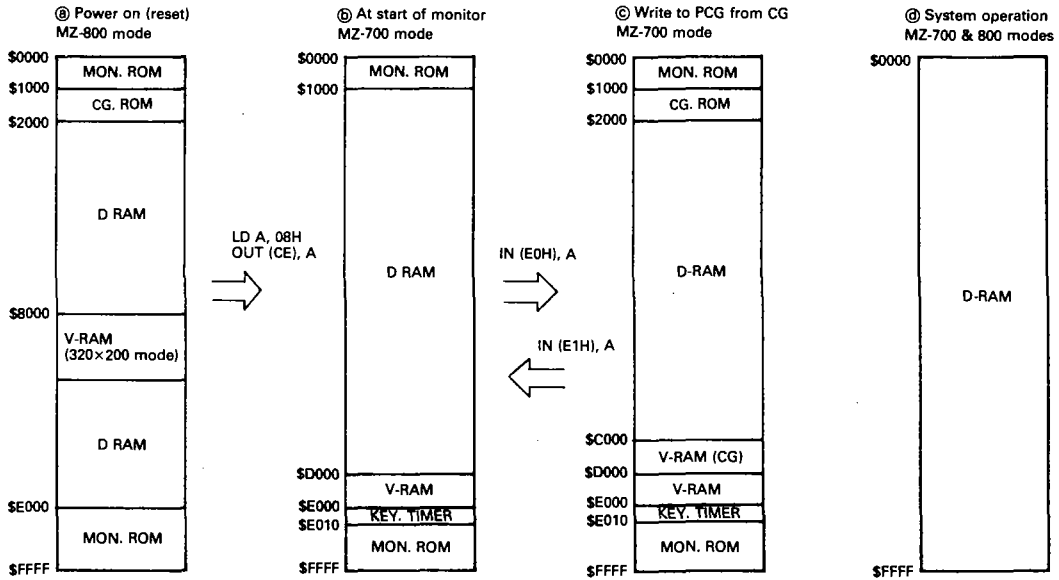 ⓐ Power on (reset)
MZ-800 mode
$0000
MON. ROM
$1000
CG. ROM
$2000
D RAM
$8000
V-RAM
(320×200 mode)
D RAM
$E000
MON. ROM
$FFFF
LD A, 08H
OUT (CE), A
ⓑ At start of monitor
MZ-700 mode
$0000
MON. ROM
$1000
D RAM
$D000
V-RAM
$E000
KEY. TIMER
$E010
MON. ROM
$FFFF
IN (E0H), A
IN (E1H), A
ⓒ Write to PCG from CG
MZ-700 mode
$0000
MON. ROM
$1000
CG. ROM
$2000
D-RAM
$C000
V-RAM (CG)
$D000
V-RAM
$E000
KEY. TIMER
$E010
MON. ROM
$FFFF
ⓓ System operation
MZ-700 & 800 modes
$0000
D-RAM
$FFFF